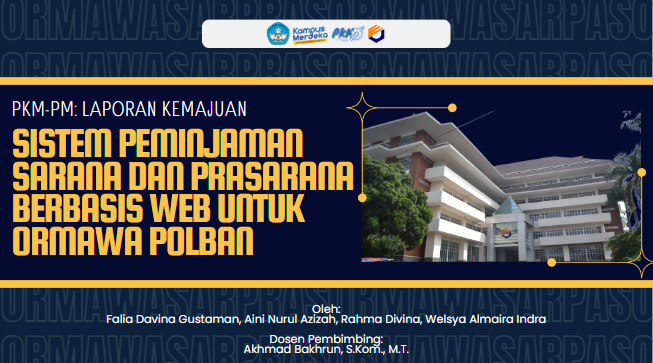 Kampus
Merdeka
PKM
PKM-PM: LAPORAN KEMAJUAN
SISTEM PEMINJAMAN
SARANA DAN PRASARANA
BERBASIS WEB UNTUK
ORMAWA POLBAN
Oleh:
Falia Davina Gustaman, Aini Nurul Azizah, Rahma Divina, Welsya Almaira Indra
Dosen Pembimbing:
Akhmad Bakhrun, S.Kom., M.T.